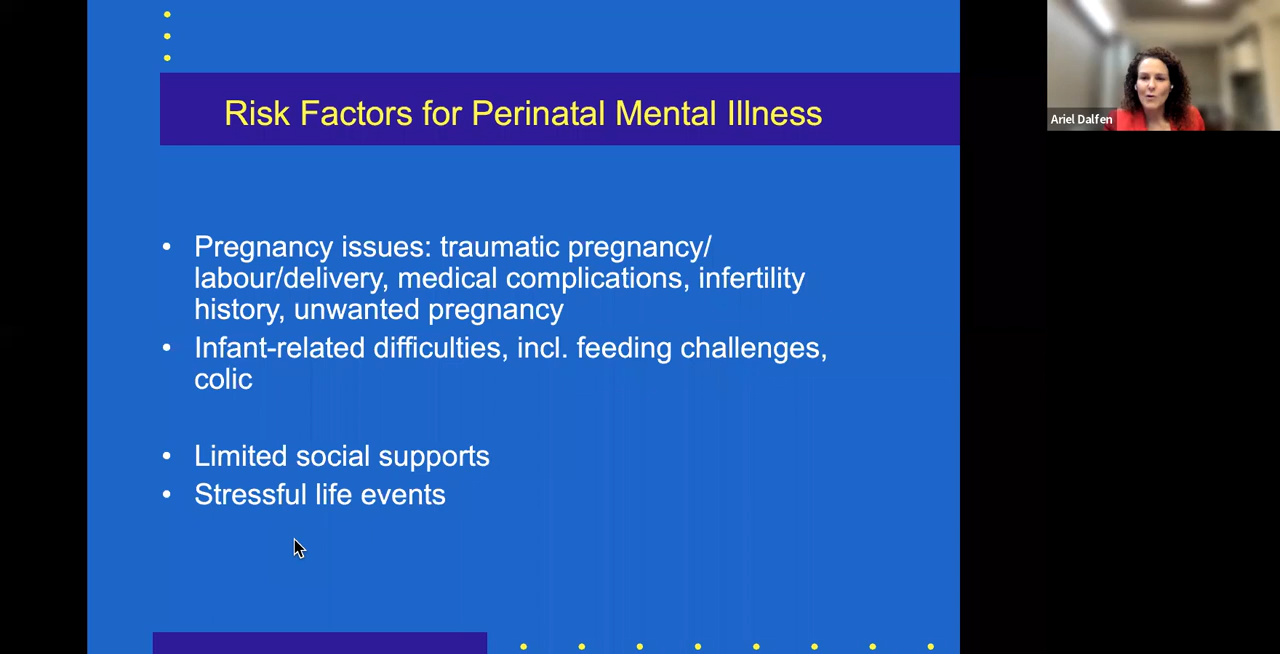 Risk Factors for Perinatal Mental Illness
Ariel Dalfen
• Pregnancy issues: traumatic pregnancy/
labour/delivery, medical complications, infertility
history, unwanted pregnancy
• Infant-related difficulties, incl. feeding challenges,
colic
• Limited social supports
• Stressful life events